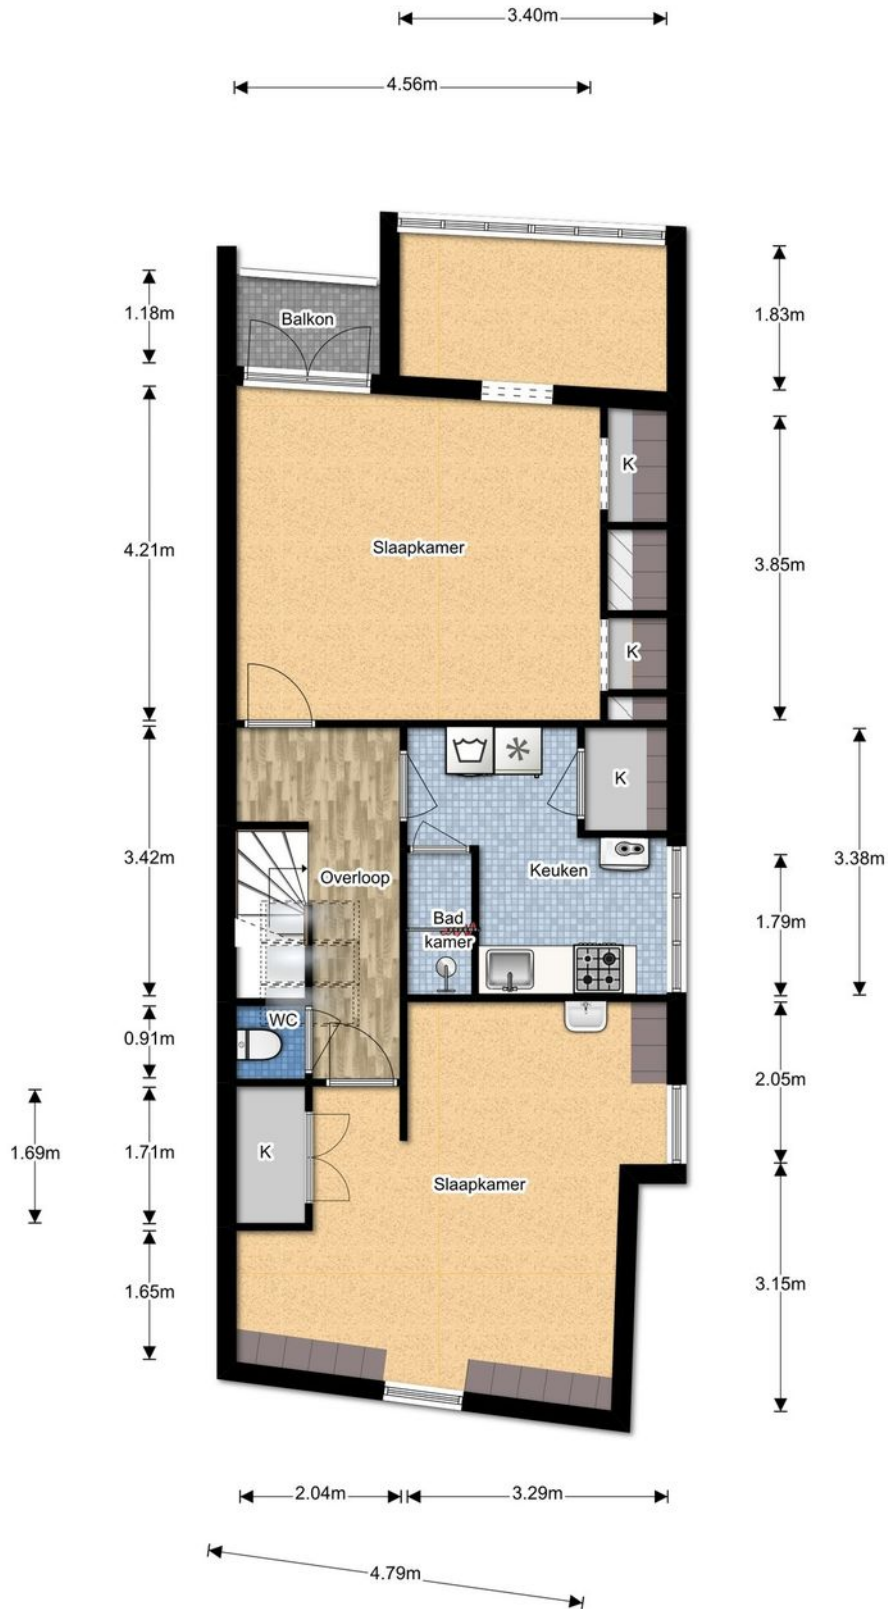 3.40m
4.56m
1.18m
Balkon
1.83m
K
4.21m
Slaapkamer
3.85m
K
K
3.42m
Overloop
Keuken
3.38m
Bad
kamer
1.79m
WC
0.91m
2.05m
1.69m
1.71m
K
Slaapkamer
1.65m
3.15m
2.04m
3.29m
4.79m